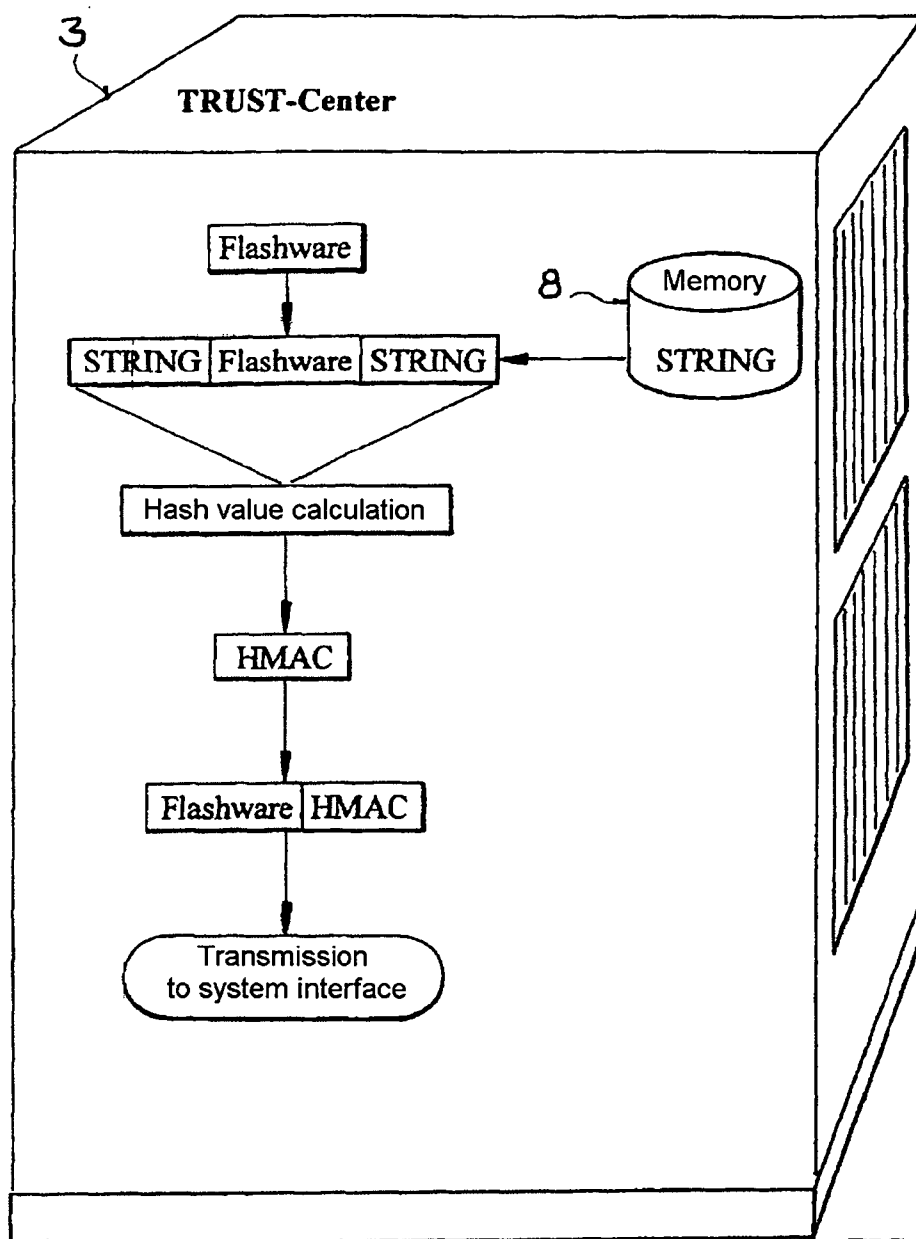 3
TRUST-Center
Flashware
8
Memory
STRING
STRING Flashware STRING
Hash value calculation
HMAC
Flashware HMAC
Transmission
to system interface